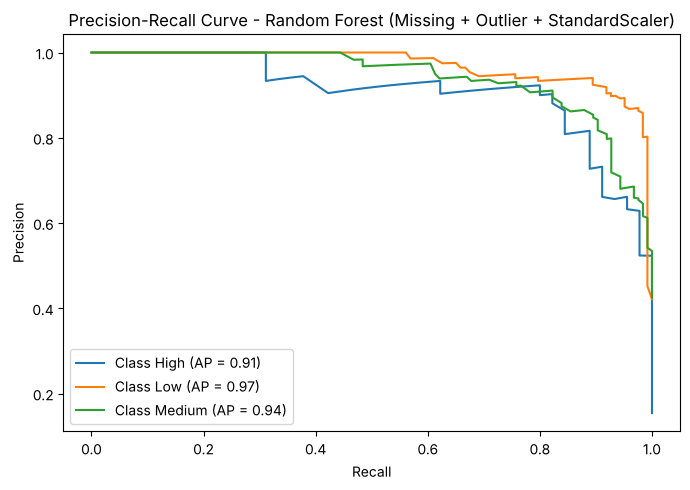 Precision-Recall Curve - Random Forest (Missing + Outlier + StandardScaler)
1.0
0.8
0.6
0.4
0.2
Precision
Class High (AP = 0.91)
Class Low (AP = 0.97)
Class Medium (AP = 0.94)
0.0
0.2
0.4
0.6
0.8
1.0
Recall